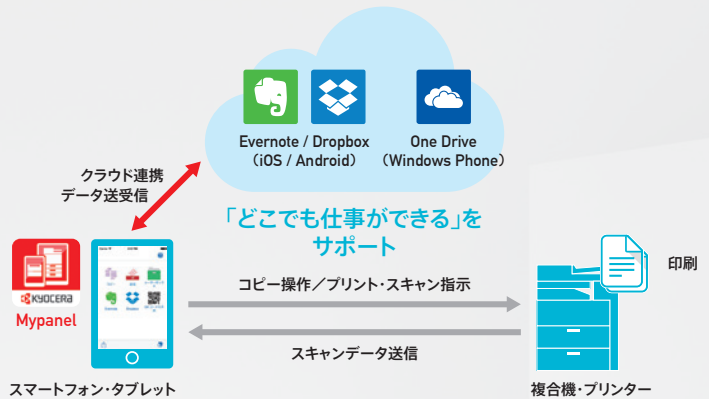 Evernote / Dropbox
(iOS / Android)
One Drive
(Windows Phone)
クラウド連携
データ送受信
「どこでも仕事ができる」を
サポート
KYOCERA
Mypanel
コピー操作／プリント・スキャン指示
印刷
スキャンデータ送信
スマートフォン・タブレット
複合機・プリンター